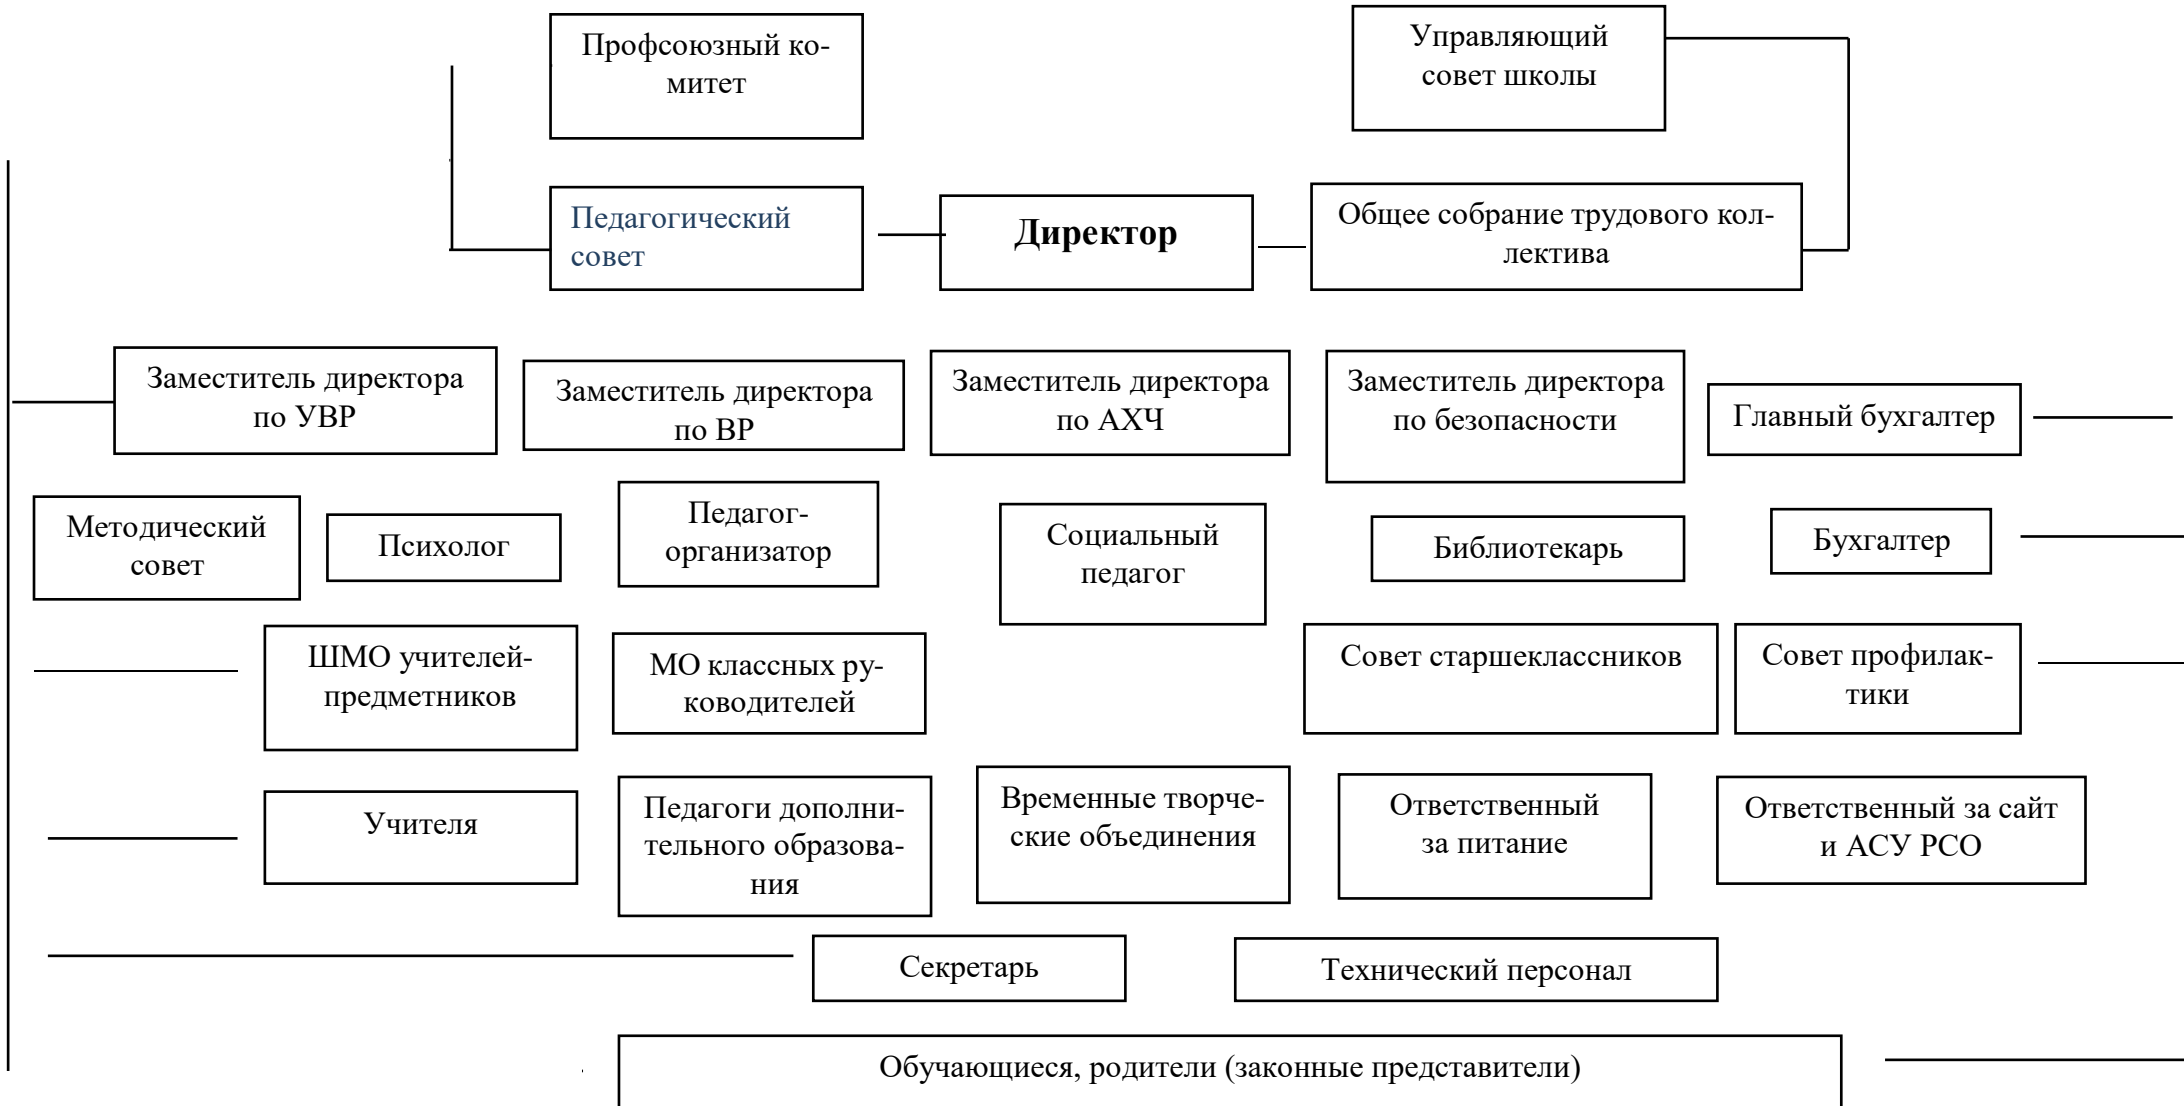 Профсоюзный ко-
митет
Управляющий
совет школы
Педагогический
совет
Директор
Общее собрание трудового кол-
лектива
Заместитель директора
по УВР
Заместитель директора
по ВР
Заместитель директора
по АХЧ
Заместитель директора
по безопасности
Главный бухгалтер
Методический
совет
Психолог
Педагог-
организатор
Социальный
педагог
Библиотекарь
Бухгалтер
ШМО учителей-
предметников
МО классных ру-
ководителей
Совет старшеклассников
Совет профилак-
тики
Учителя
Педагоги дополни-
тельного образова-
ния
Временные творче-
ские объединения
Ответственный
за питание
Ответственный за сайт
и АСУ РСО
Секретарь
Технический персонал
Обучающиеся, родители (законные представители)